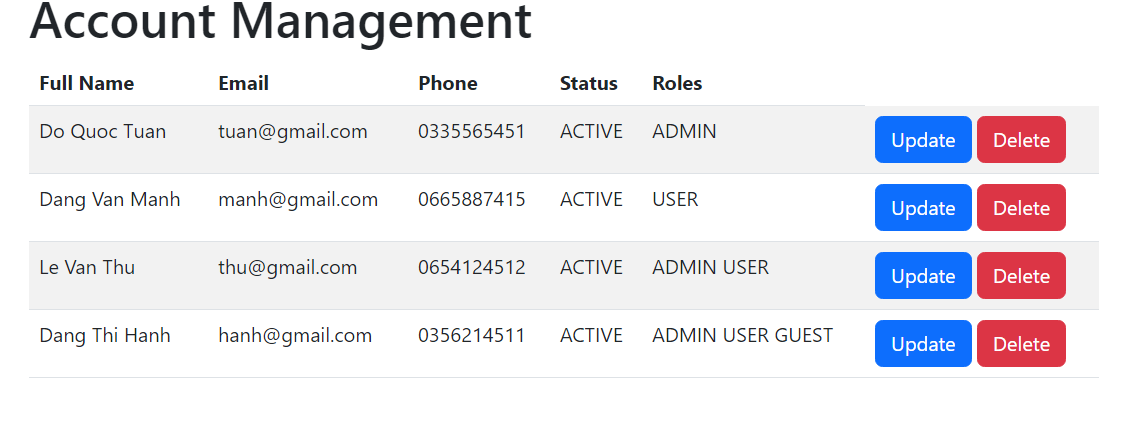 Account Management
Full Name Email Phone Status Roles
Do Quoc Tuan tuan@gmail.com 0335565451 ACTIVE ADMIN Update Delete
Dang Van Manh manh@gmail.com 0665887415 ACTIVE USER Update Delete
Le Van Thu thu@gmail.com 0654124512 ACTIVE ADMIN USER Update Delete
Dang Thi Hanh hanh@gmail.com 0356214511 ACTIVE ADMIN USER GUEST Update Delete